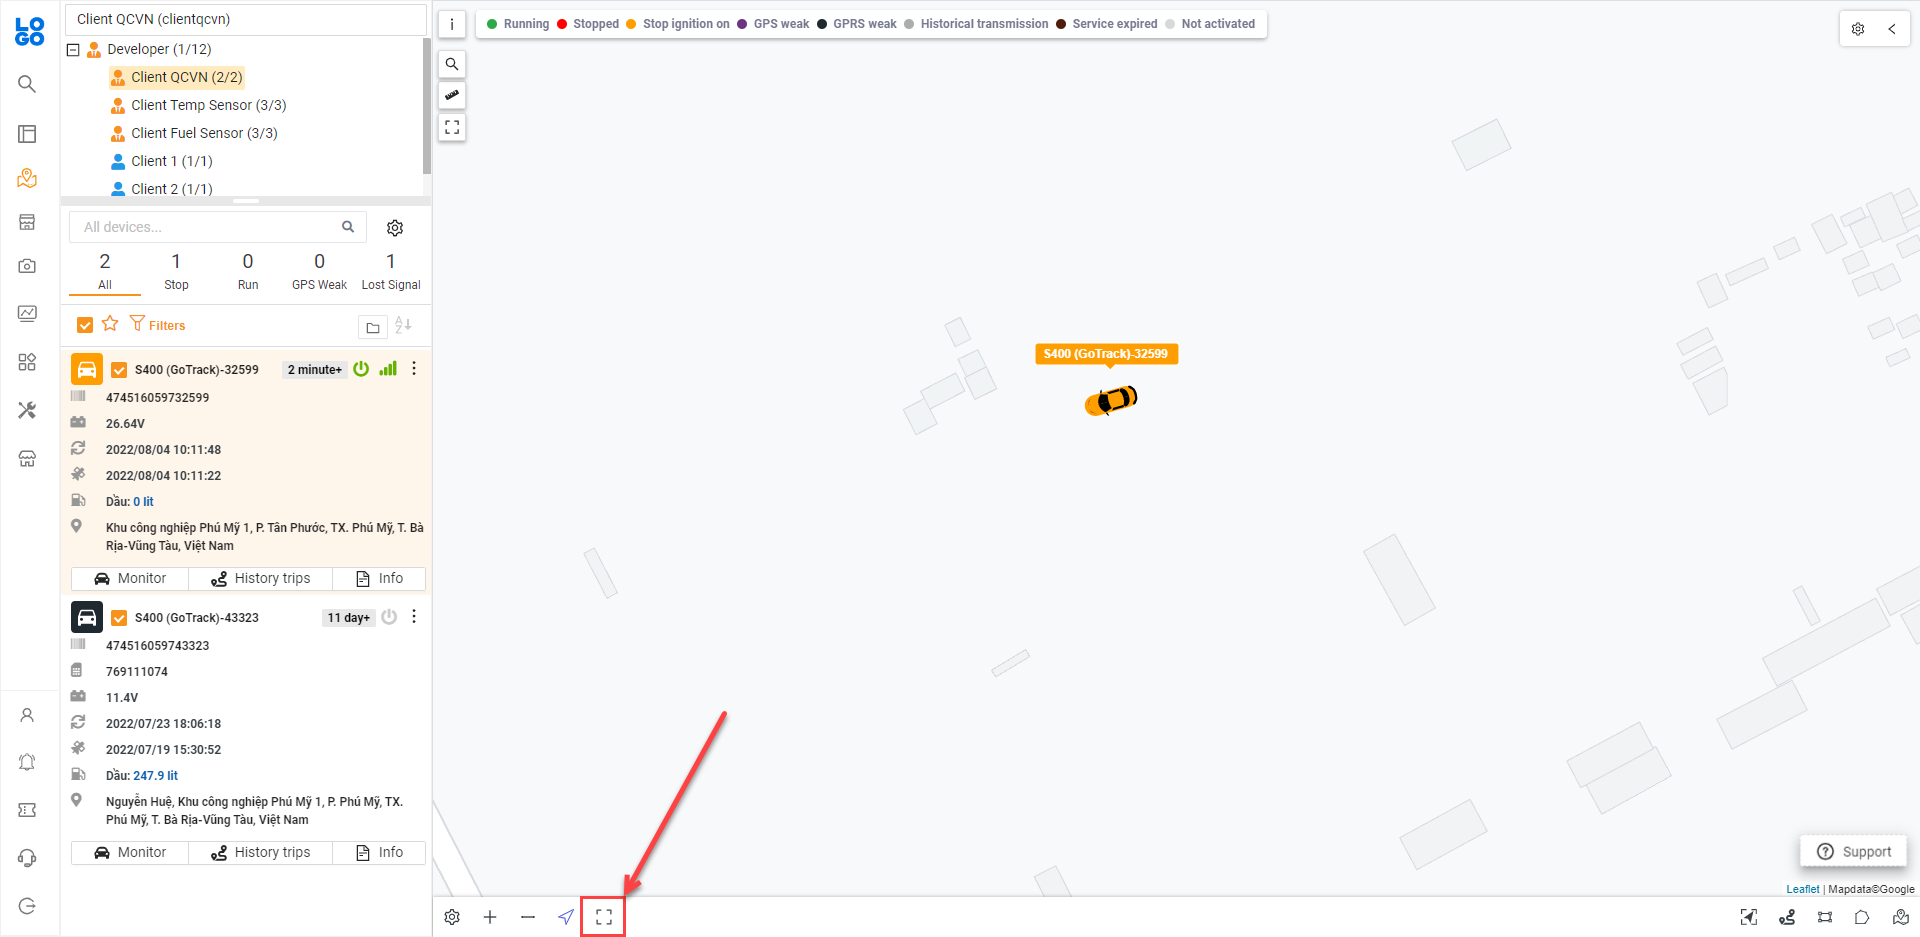 LOGO
Client QCVN (clientqcvn)
Developer (1/12)
Client QCVN (2/2)
Client Temp Sensor (3/3)
Client Fuel Sensor (3/3)
Client 1 (1/1)
Client 2 (1/1)
All devices...
2 1 0 0 1
All Stop Run GPS Weak Lost Signal
Filters
A Z
S400 (GoTrack)-32599 2 minute+
474516059732599
26.64V
2022/08/04 10:11:48
2022/08/04 10:11:22
Dầu: 0 lit
Khu công nghiệp Phú Mỹ 1, P. Tân Phước, TX. Phú Mỹ, T. Bà
Rịa-Vũng Tàu, Việt Nam
Monitor History trips Info
S400 (GoTrack)-43323 11 day+
474516059743323
769111074
11.4V
2022/07/23 18:06:18
2022/07/19 15:30:52
Dầu: 247.9 lit
Nguyễn Huệ, Khu công nghiệp Phú Mỹ 1, P. Phú Mỹ, TX.
Phú Mỹ, T. Bà Rịa-Vũng Tàu, Việt Nam
Monitor History trips Info
i Running Stopped Stop ignition on GPS weak GPRS weak Historical transmission Service expired Not activated
S400 (GoTrack)-32599
Support
Leaflet | Mapdata©Google